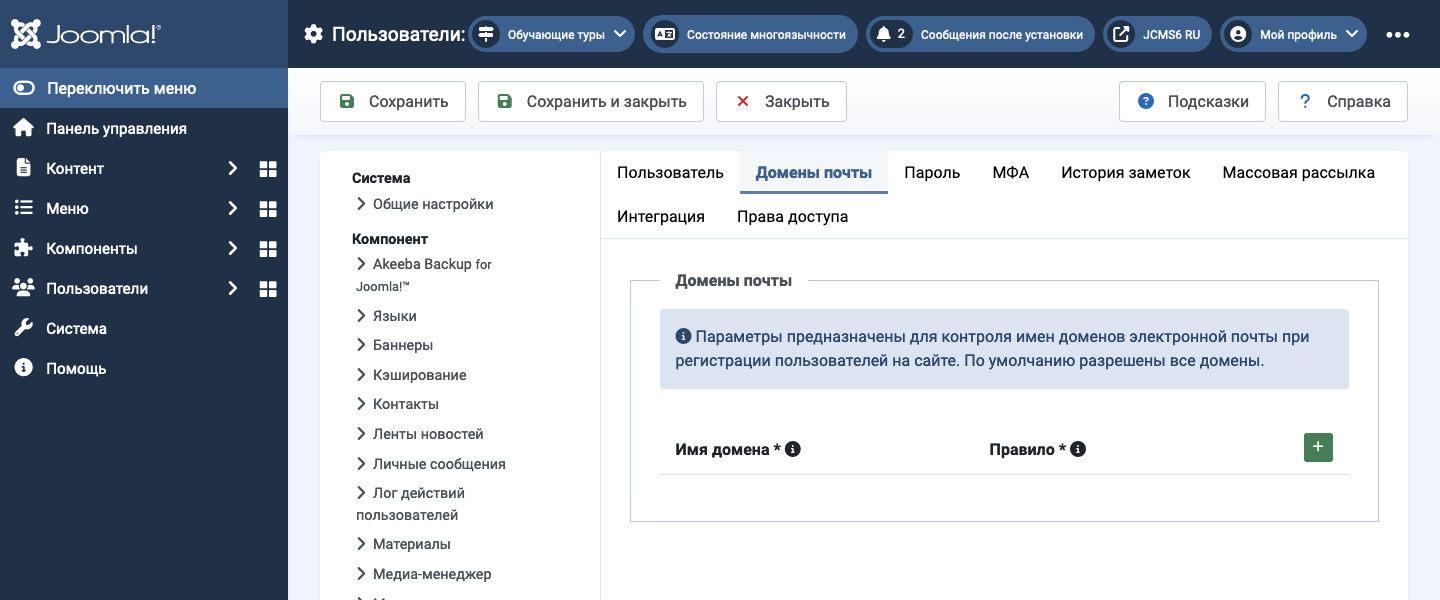 Joomla!®
Пользователи:
Обучающие туры
Состояние многоязычности
2 Сообщения после установки
JCMS6 RU
Мой профиль
Переключить меню
Панель управления
Контент
Меню
Компоненты
Пользователи
Система
Помощь
Сохранить
Сохранить и закрыть
Закрыть
Подсказки
Справка
Система
Общие настройки
Компонент
Akeeba Backup for
Joomla!™
Языки
Баннеры
Кэширование
Контакты
Ленты новостей
Личные сообщения
Лог действий
пользователей
Материалы
Медиа-менеджер
Пользователь
Домены почты
Пароль
МФА
История заметок
Массовая рассылка
Интеграция
Права доступа
Домены почты
Параметры предназначены для контроля имен доменов электронной почты при
регистрации пользователей на сайте. По умолчанию разрешены все домены.
Имя домена *
Правило *